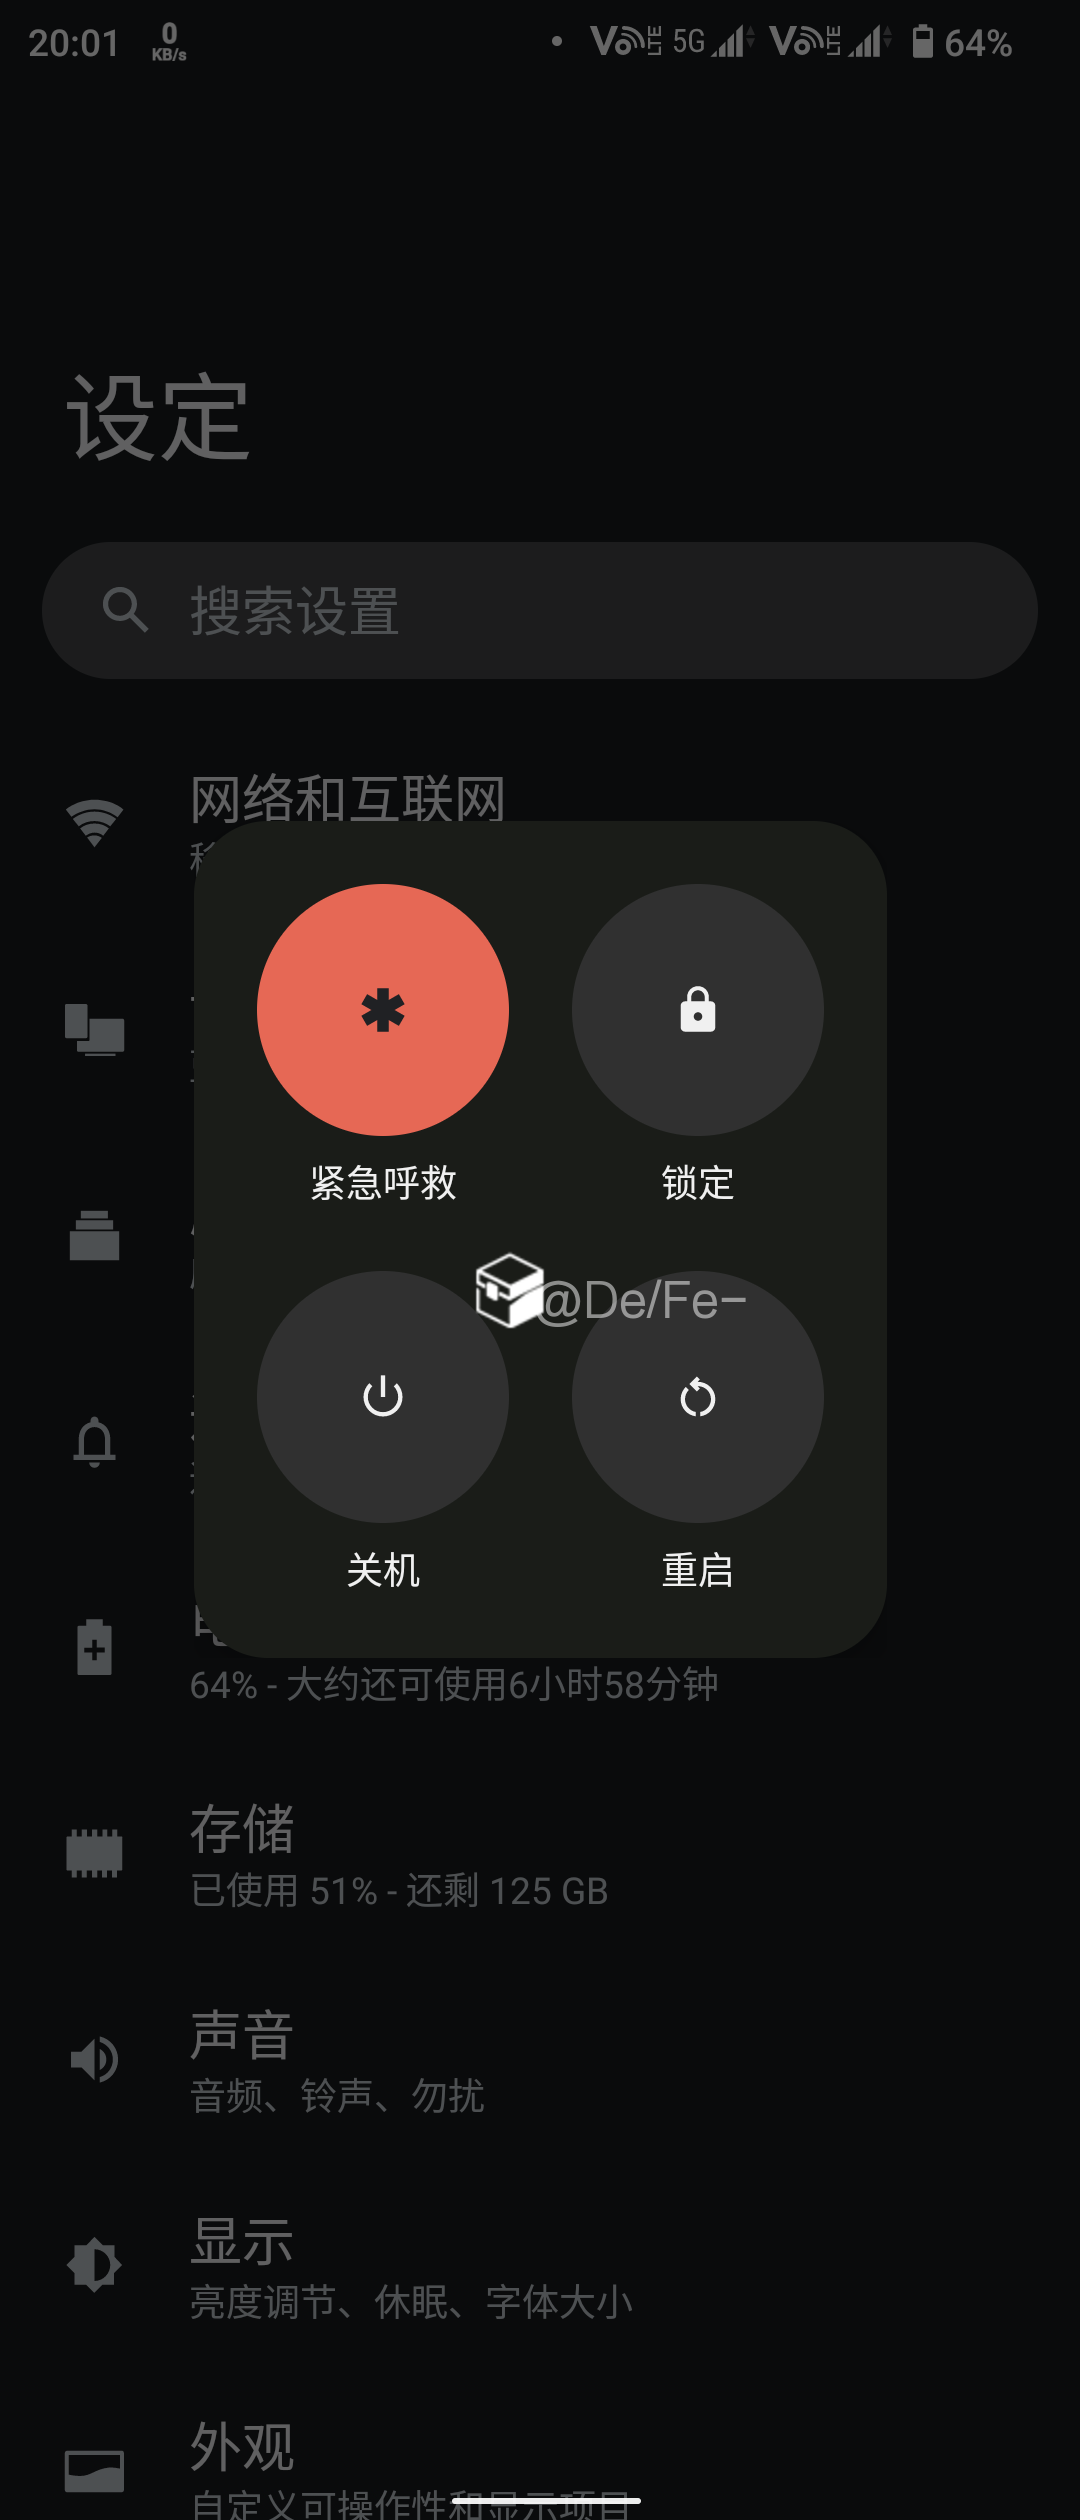 20:01 0 KB/s VoLTE 5G VoLTE 64%
设定
搜索设置
网络和互联网
紧急呼救 锁定
@De/Fe-
关机 重启
64% - 大约还可使用6小时58分钟
存储
已使用 51% - 还剩 125 GB
声音
音频、铃声、勿扰
显示
亮度调节、休眠、字体大小
外观
自定义可操作性和显示项目